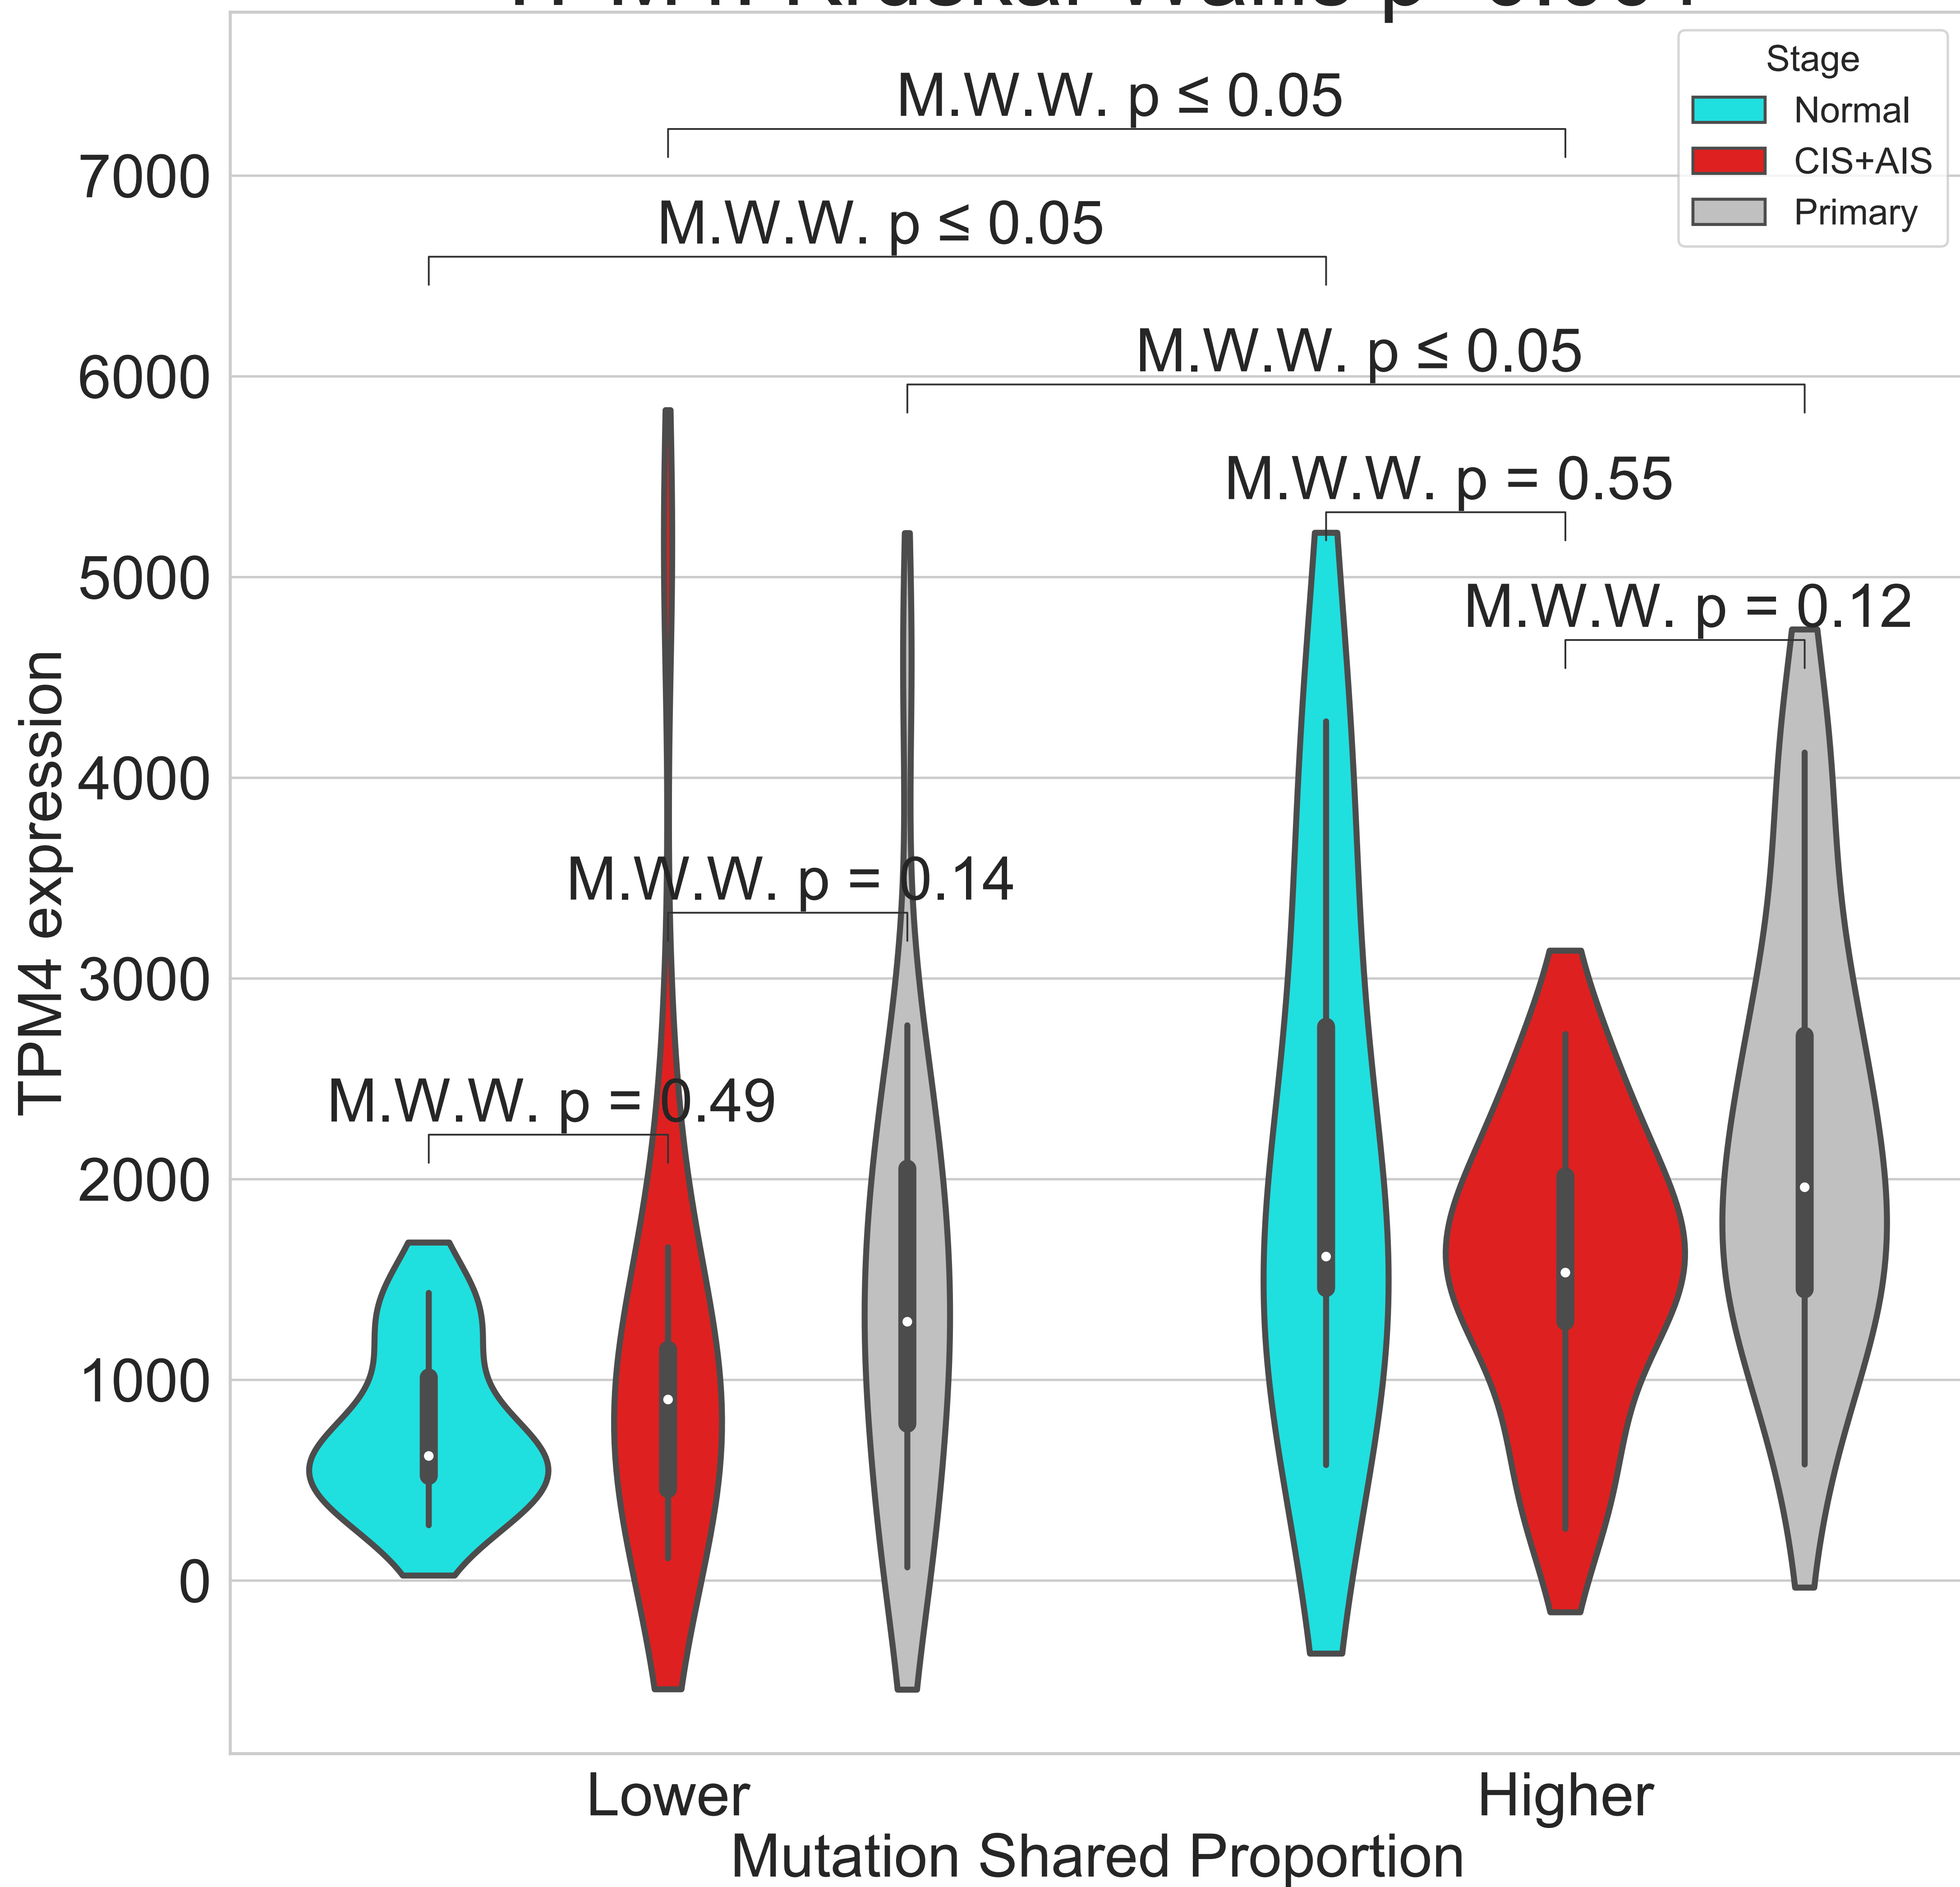 Stage
Normal
CIS+AIS
Primary
M.W.W. p ≤ 0.05
M.W.W. p ≤ 0.05
M.W.W. p ≤ 0.05
M.W.W. p = 0.55
M.W.W. p = 0.12
M.W.W. p = 0.14
M.W.W. p = 0.49
7000
6000
5000
4000
3000
2000
1000
0
TPM4 expression
Lower
Higher
Mutation Shared Proportion